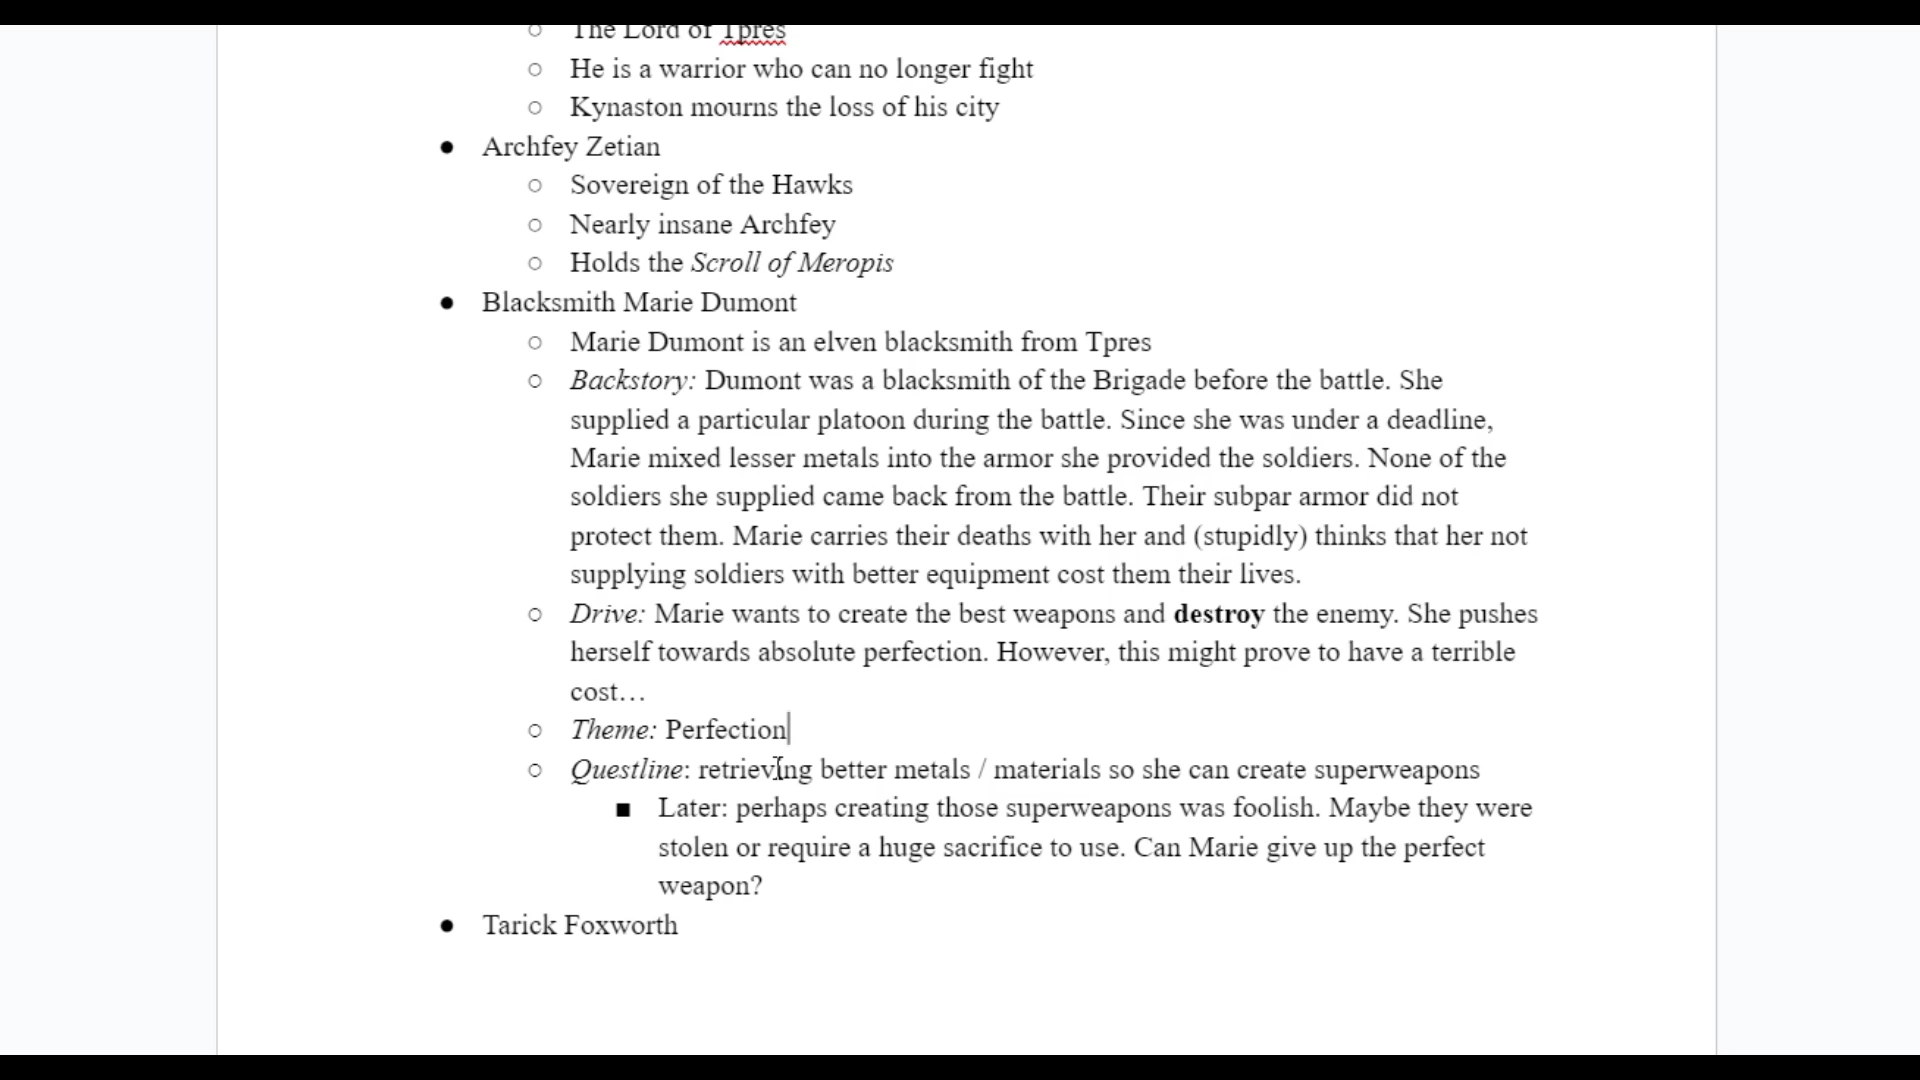 The Lord of Tpres
He is a warrior who can no longer fight
Kynaston mourns the loss of his city
Archfey Zetian
Sovereign of the Hawks
Nearly insane Archfey
Holds the Scroll of Meropis
Blacksmith Marie Dumont
Marie Dumont is an elven blacksmith from Tpres
Backstory: Dumont was a blacksmith of the Brigade before the battle. She
supplied a particular platoon during the battle. Since she was under a deadline,
Marie mixed lesser metals into the armor she provided the soldiers. None of the
soldiers she supplied came back from the battle. Their subpar armor did not
protect them. Marie carries their deaths with her and (stupidly) thinks that her not
supplying soldiers with better equipment cost them their lives.
Drive: Marie wants to create the best weapons and destroy the enemy. She pushes
herself towards absolute perfection. However, this might prove to have a terrible
cost…
Theme: Perfection
Questline: retrieving better metals / materials so she can create superweapons
Later: perhaps creating those superweapons was foolish. Maybe they were
stolen or require a huge sacrifice to use. Can Marie give up the perfect
weapon?
Tarick Foxworth